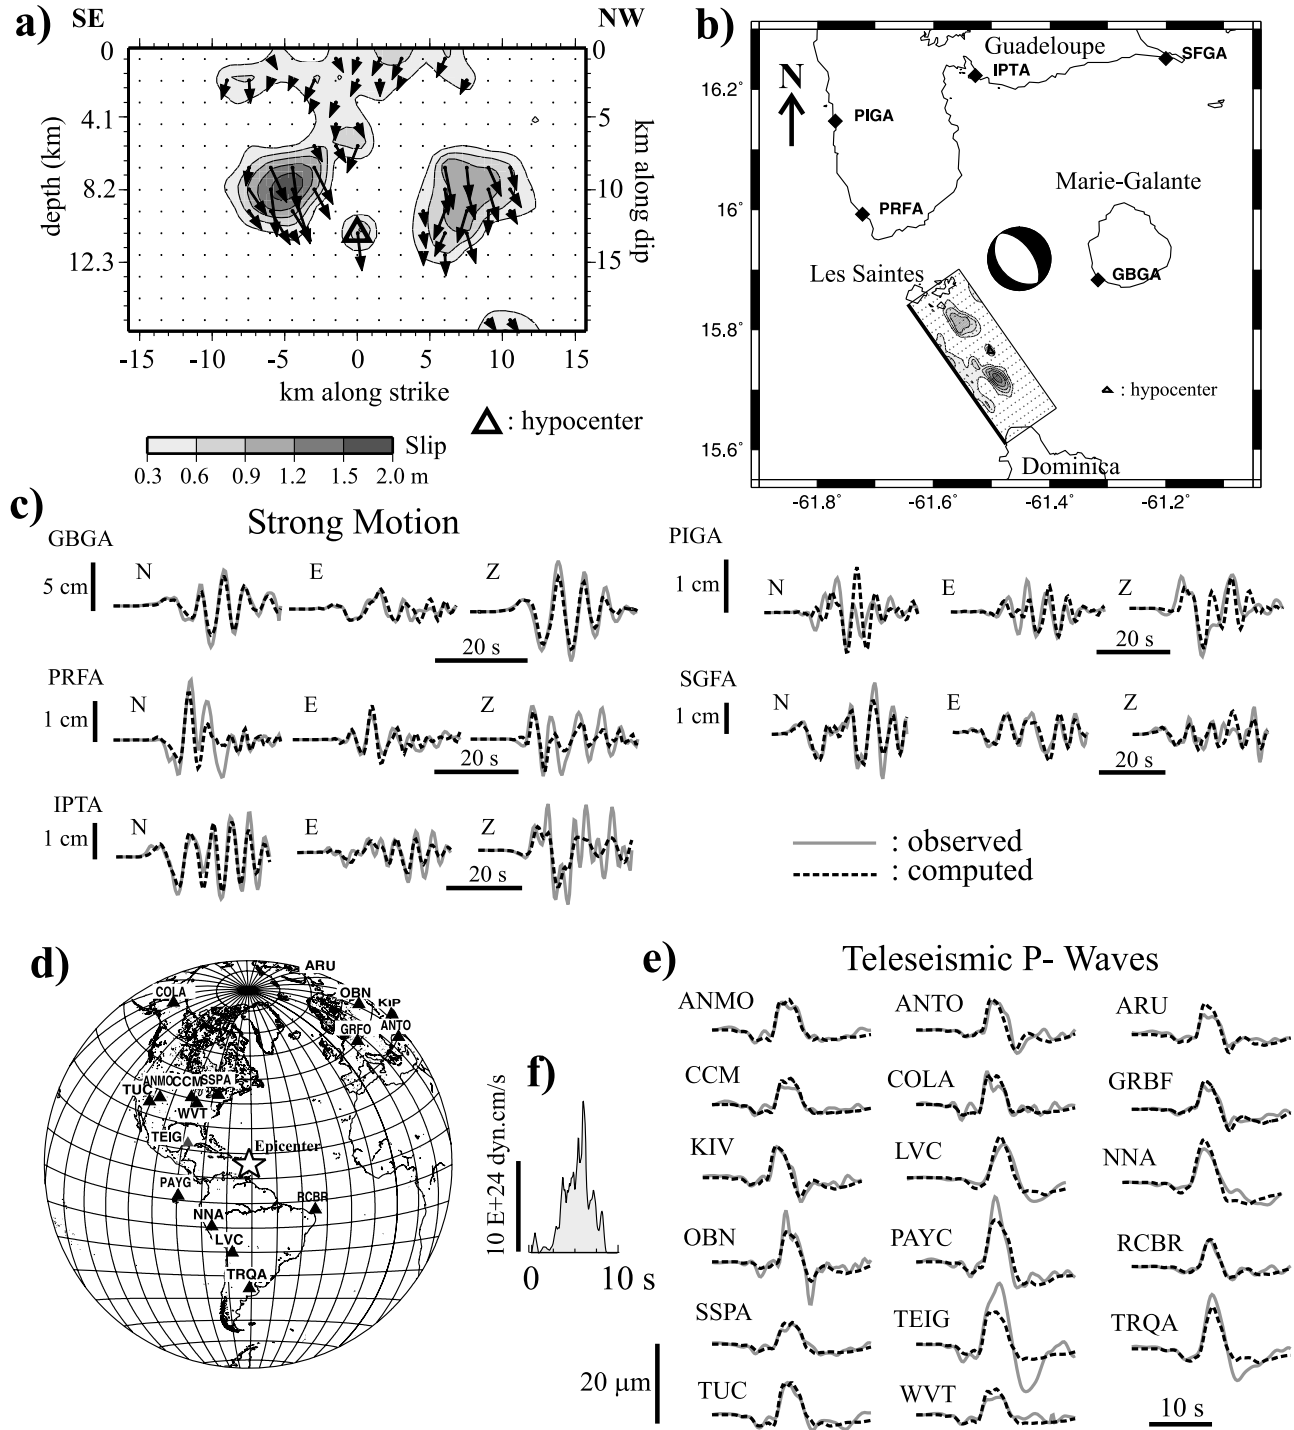 a) SE NW
0 0
4.1 5
8.2 10
12.3 15
depth (km)
km along dip
-15 -10 -5 0 5 10 15
km along strike
: hypocenter
Slip
0.3 0.6 0.9 1.2 1.5 2.0 m
b)
N
Guadeloupe
SFGA
IPTA
PIGA
Marie-Galante
PRFA
Les Saintes
GBGA
: hypocenter
Dominica
16.2°
16°
15.8°
15.6°
-61.8° -61.6° -61.4° -61.2°
c) Strong Motion
GBGA
5 cm
N E Z
20 s
PRFA
1 cm
N E Z
20 s
IPTA
1 cm
N E Z
20 s
PIGA
1 cm
N E Z
20 s
SGFA
1 cm
N E Z
20 s
: observed
: computed
d)
ARU
COLA
OBN
KIP
GRFO
ANTO
ANMO
CCM
SSPA
TUC
WVT
TEIG
Epicenter
PAYG
RCBR
NNA
LVC
TRQA
f)
10 E+24 dyn.cm/s
0 10 s
e) Teleseismic P- Waves
ANMO ANTO ARU
CCM COLA GRBF
KIV LVC NNA
OBN PAYC RCBR
SSPA TEIG TRQA
TUC WVT
20 μm
10 s